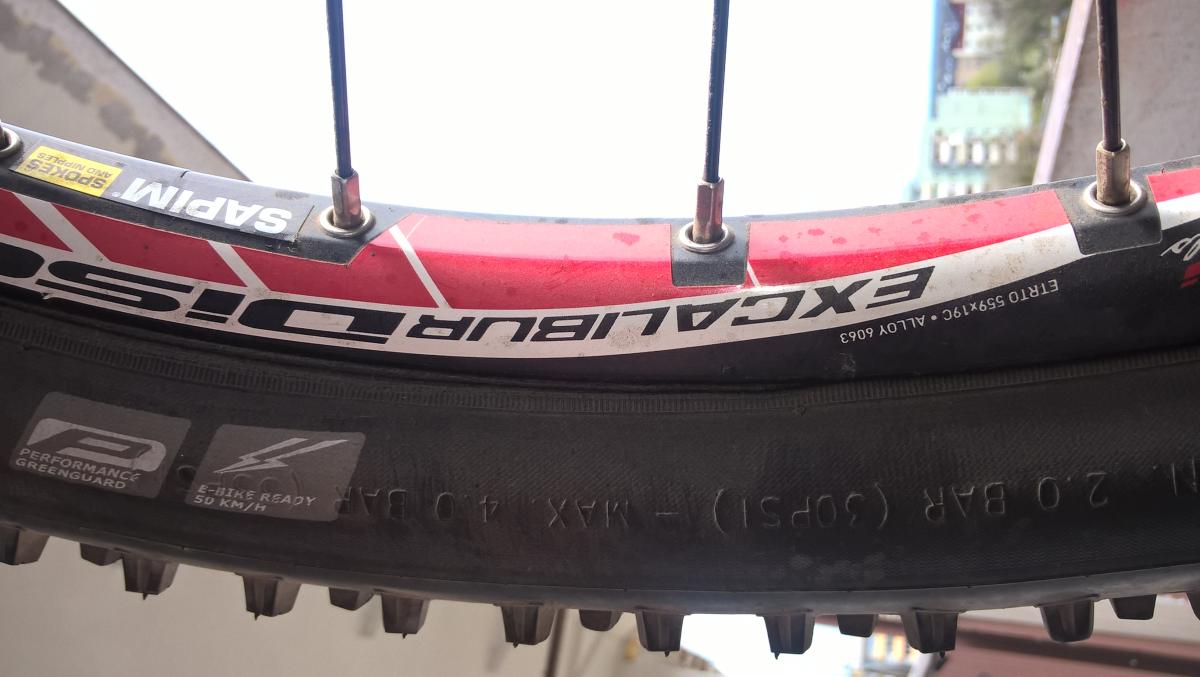 SPOKES
AND NIPPLES
SAPIM®
EXCALIBUR DISC
ETRTO 559x19C • ALLOY 6063
PERFORMANCE
GREENGUARD
E-BIKE READY
50 KM/H
2.0 BAR (30PSI) - MAX. 4.0 BAR